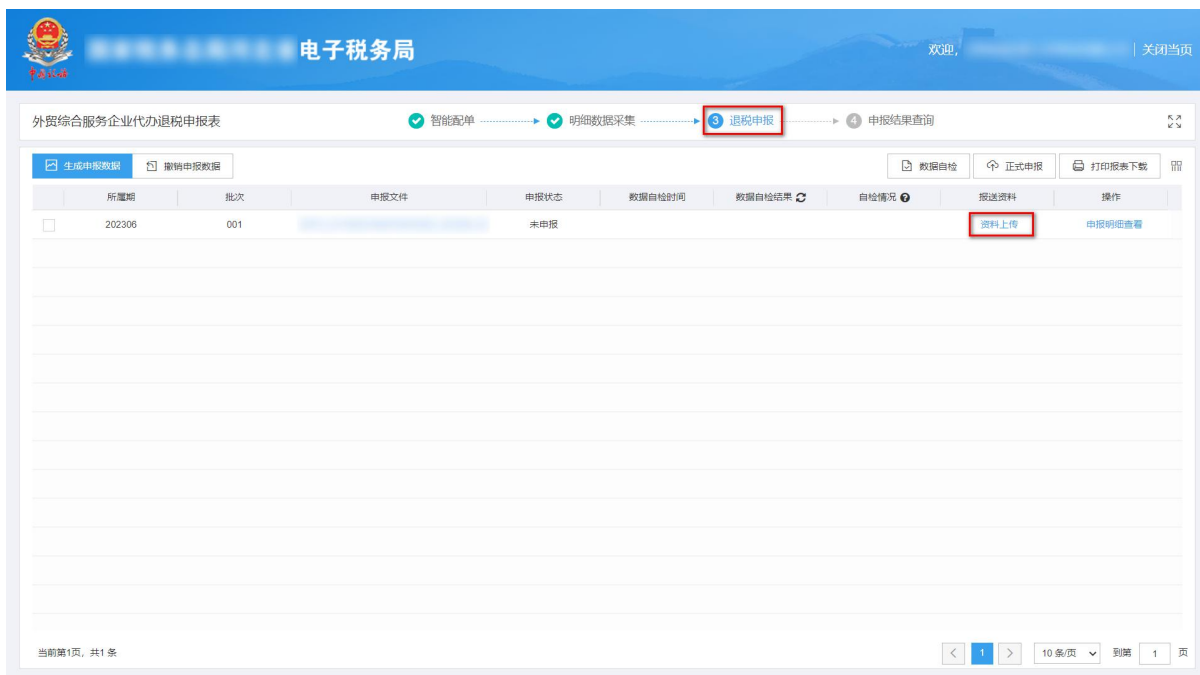 电子税务局
欢迎, | 关闭当页
外贸综合服务企业代办退税申报表 智能配单 明细数据采集 3 退税申报 4 申报结果查询
生成申报数据 撤销申报数据 数据自检 正式申报 打印报表下载
所属期 批次 申报文件 申报状态 数据自检时间 数据自检结果 自检情况 报送资料 操作
202306 001 未申报 资料上传 申报明细查看
当前第1页, 共1 条 < 1 > 10 条/页 到第 1 页